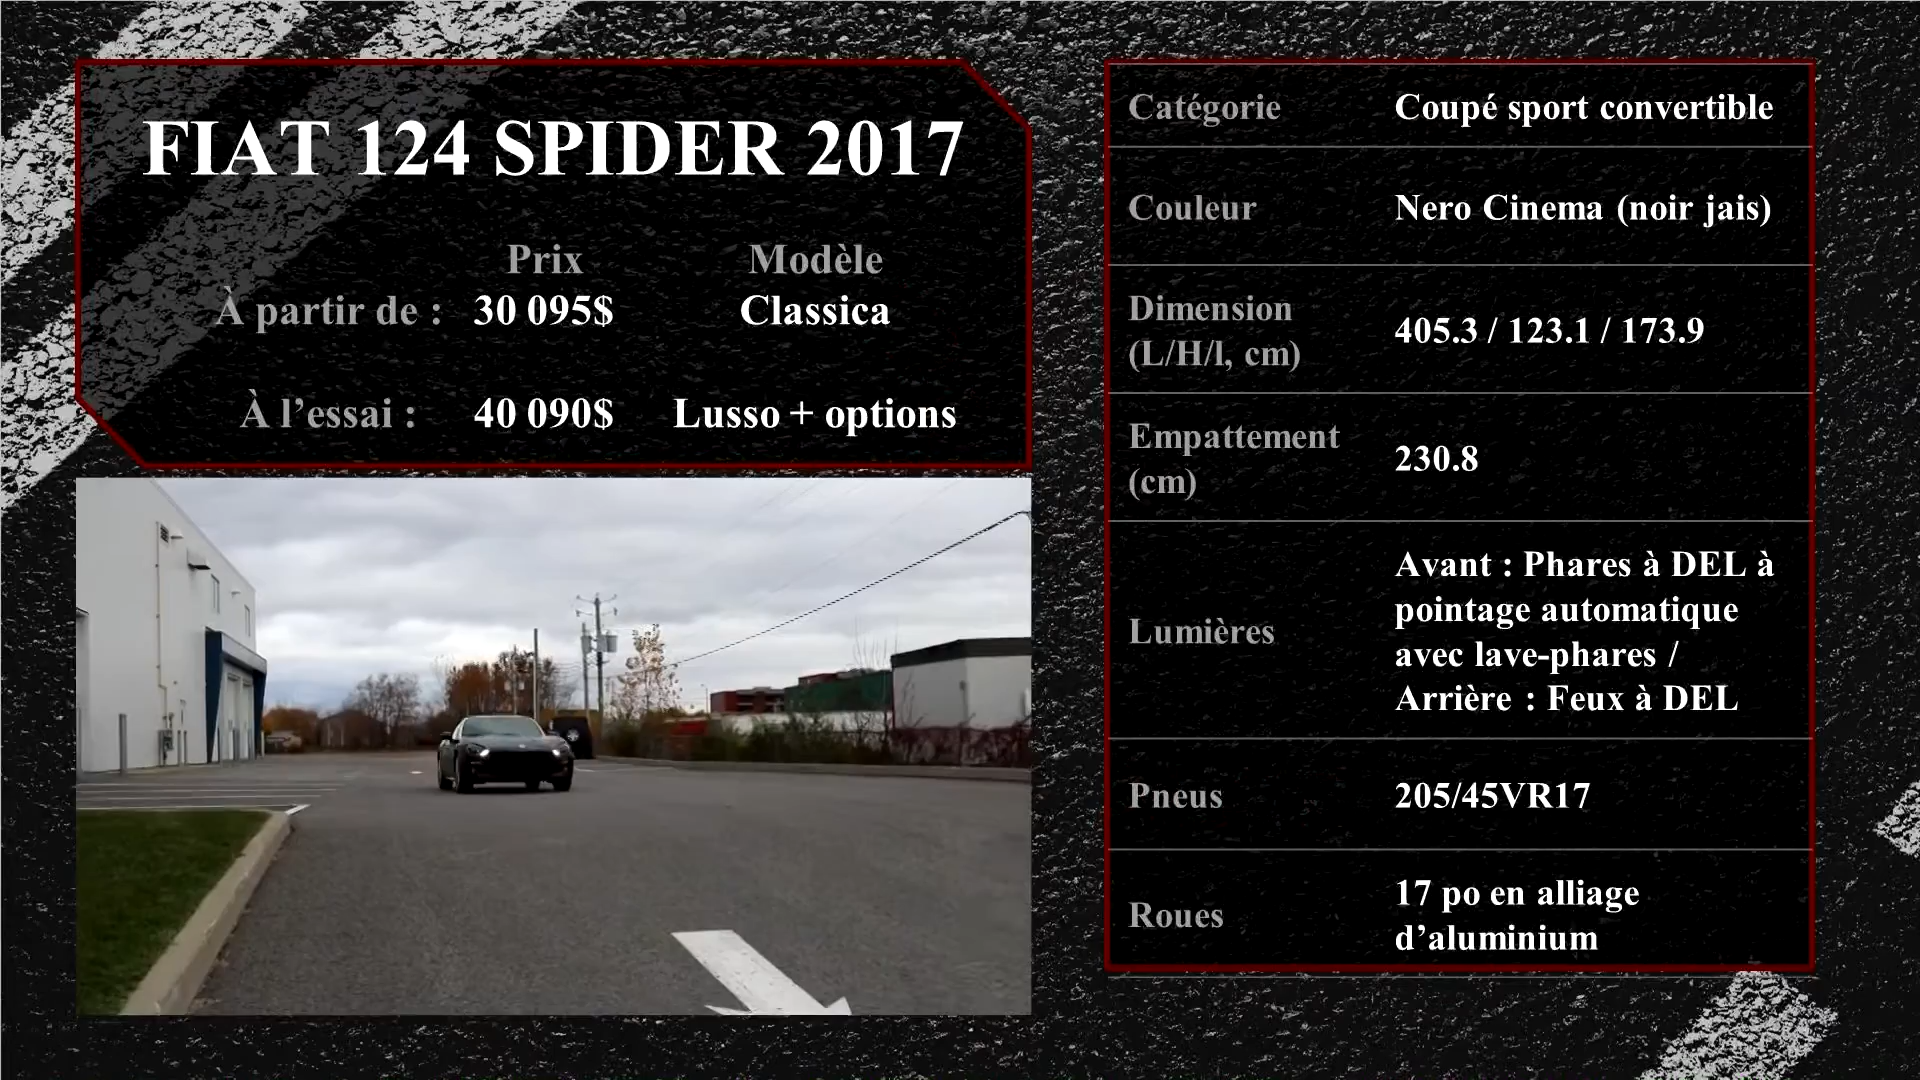 FIAT 124 SPIDER 2017
Prix Modèle
À partir de : 30 095$ Classica
À l’essai : 40 090$ Lusso + options
Catégorie Coupé sport convertible
Couleur Nero Cinema (noir jais)
Dimension
(L/H/l, cm)
405.3 / 123.1 / 173.9
Empattement
(cm)
230.8
Lumières
Avant : Phares à DEL à
pointage automatique
avec lave-phares /
Arrière : Feux à DEL
Pneus 205/45VR17
Roues
17 po en alliage
d’aluminium